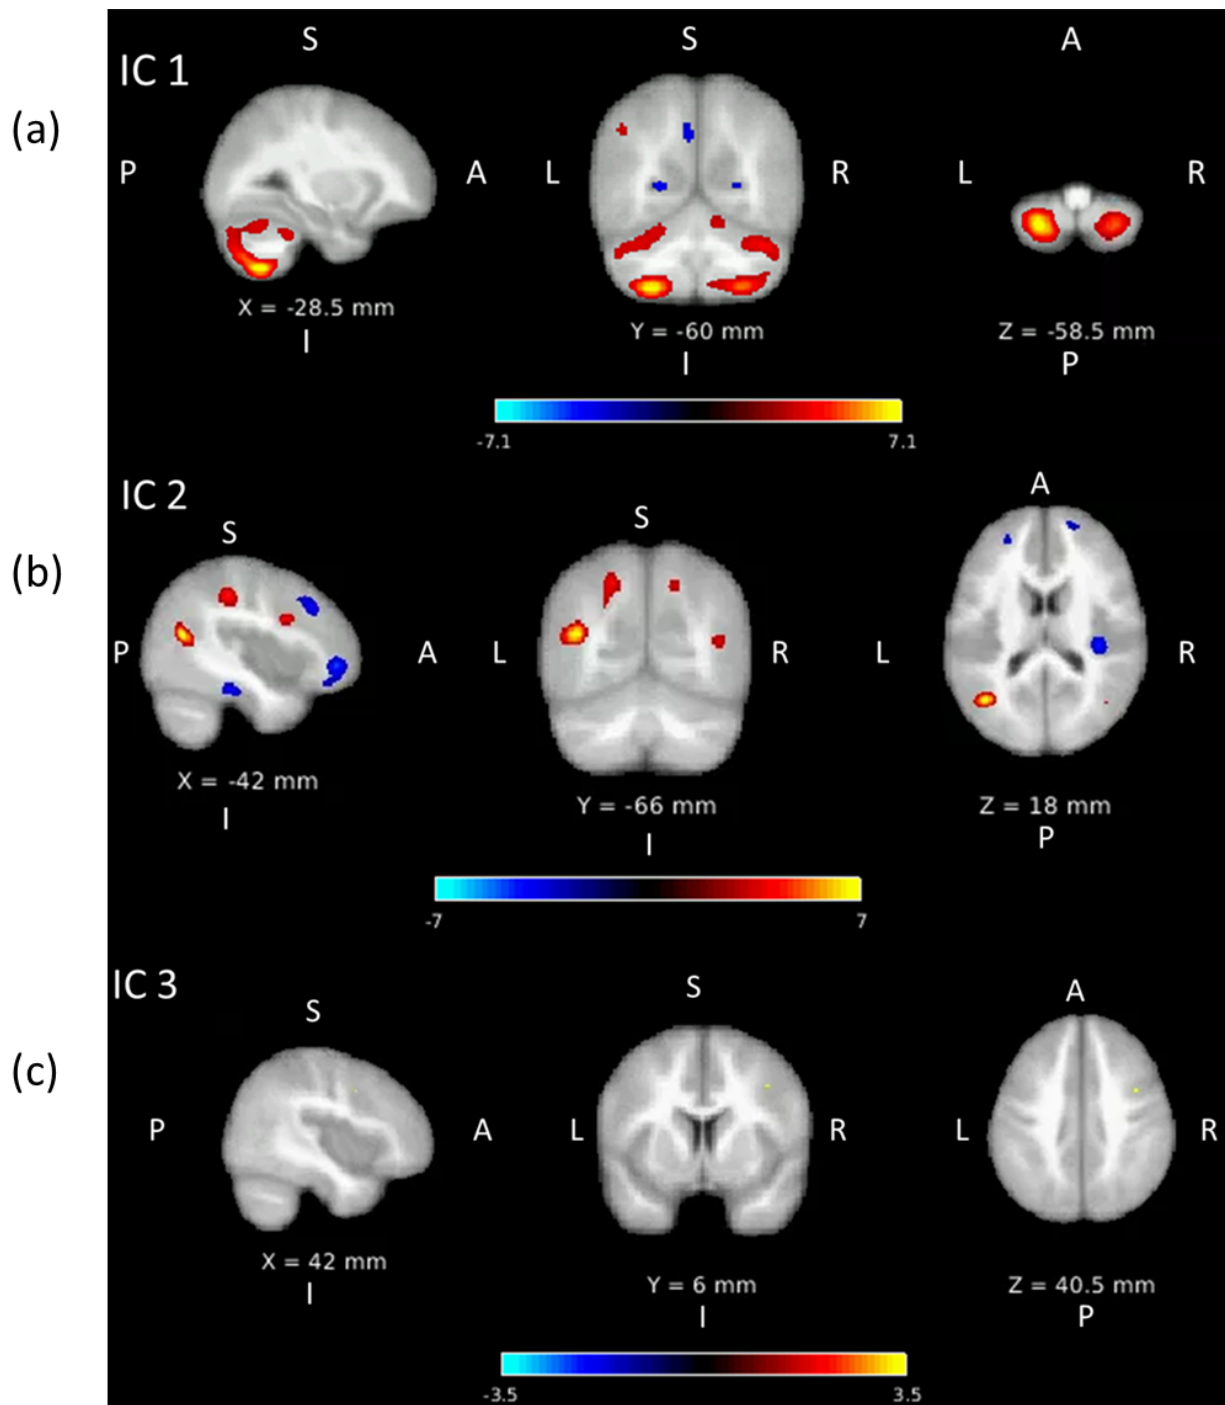 S
S
A
IC 1
(a)
P
A
L
R
L
R
X = -28.5 mm
Y = -60 mm
Z = -58.5 mm
I
I
P
-7.1
7.1
IC 2
A
S
S
(b)
P
A
L
R
L
R
X = -42 mm
Y = -66 mm
Z = 18 mm
I
I
P
-7
7
IC 3
S
S
A
(c)
P
A
L
R
L
R
X = 42 mm
Y = 6 mm
Z = 40.5 mm
I
I
P
-3.5
3.5